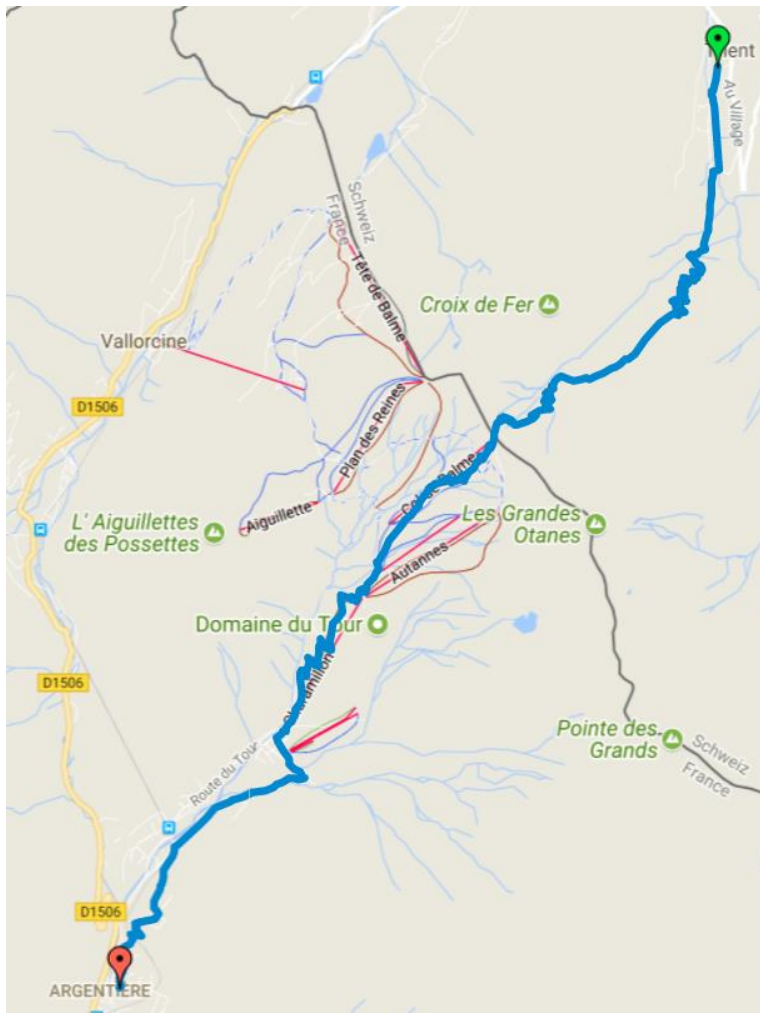 Trient
Au Village
France
Schweiz
Tête de Balme
Croix de Fer
Vallorcine
D1506
Plan des Reines
Col de Balme
Aiguillette
L' Aiguillettes
des Possettes
Les Grandes
Otanes
Autannes
Domaine du Tour
Charamillon
D1506
Pointe des
Grands
Schweiz
France
Route du Tour
D1506
ARGENTIÈRE